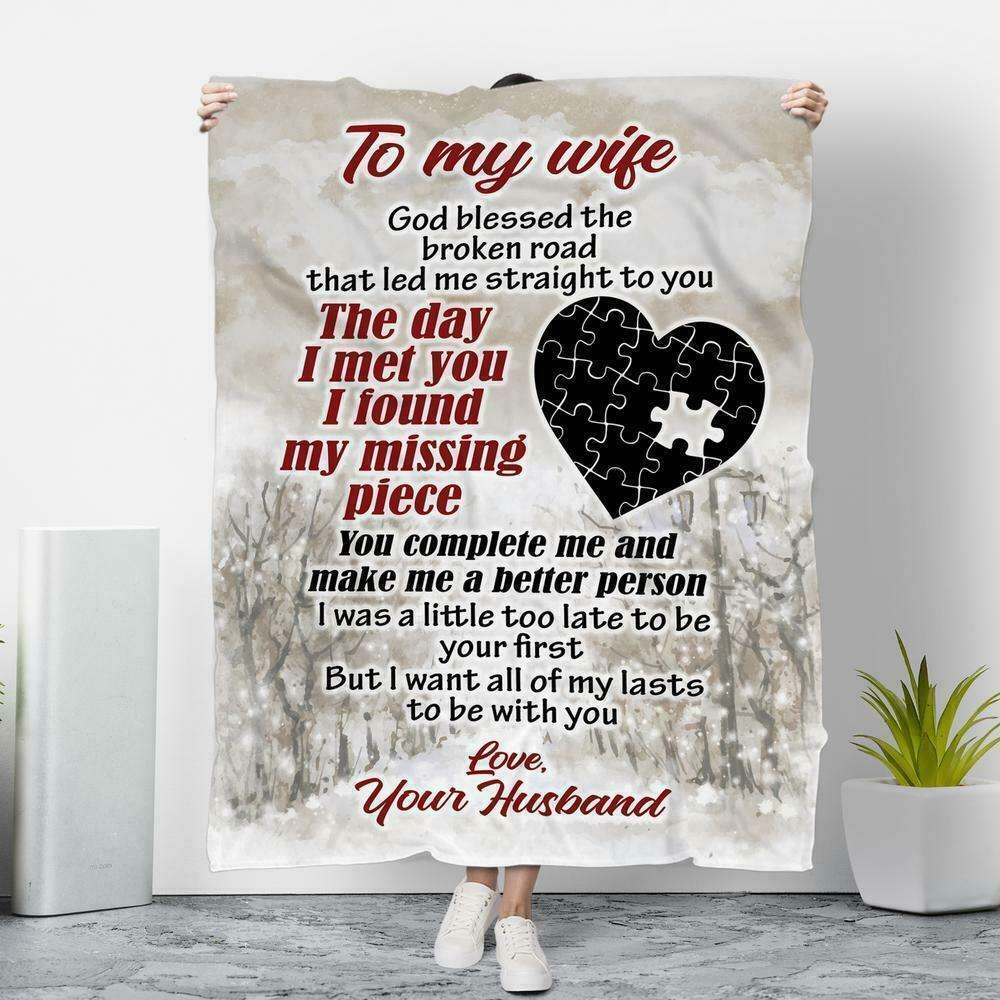 To my wife
God blessed the
broken road
that led me straight to you
The day
I met you
I found
my missing
piece
You complete me and
make me a better person
I was a little too late to be
your first
But I want all of my lasts
to be with you
Love,
Your Husband